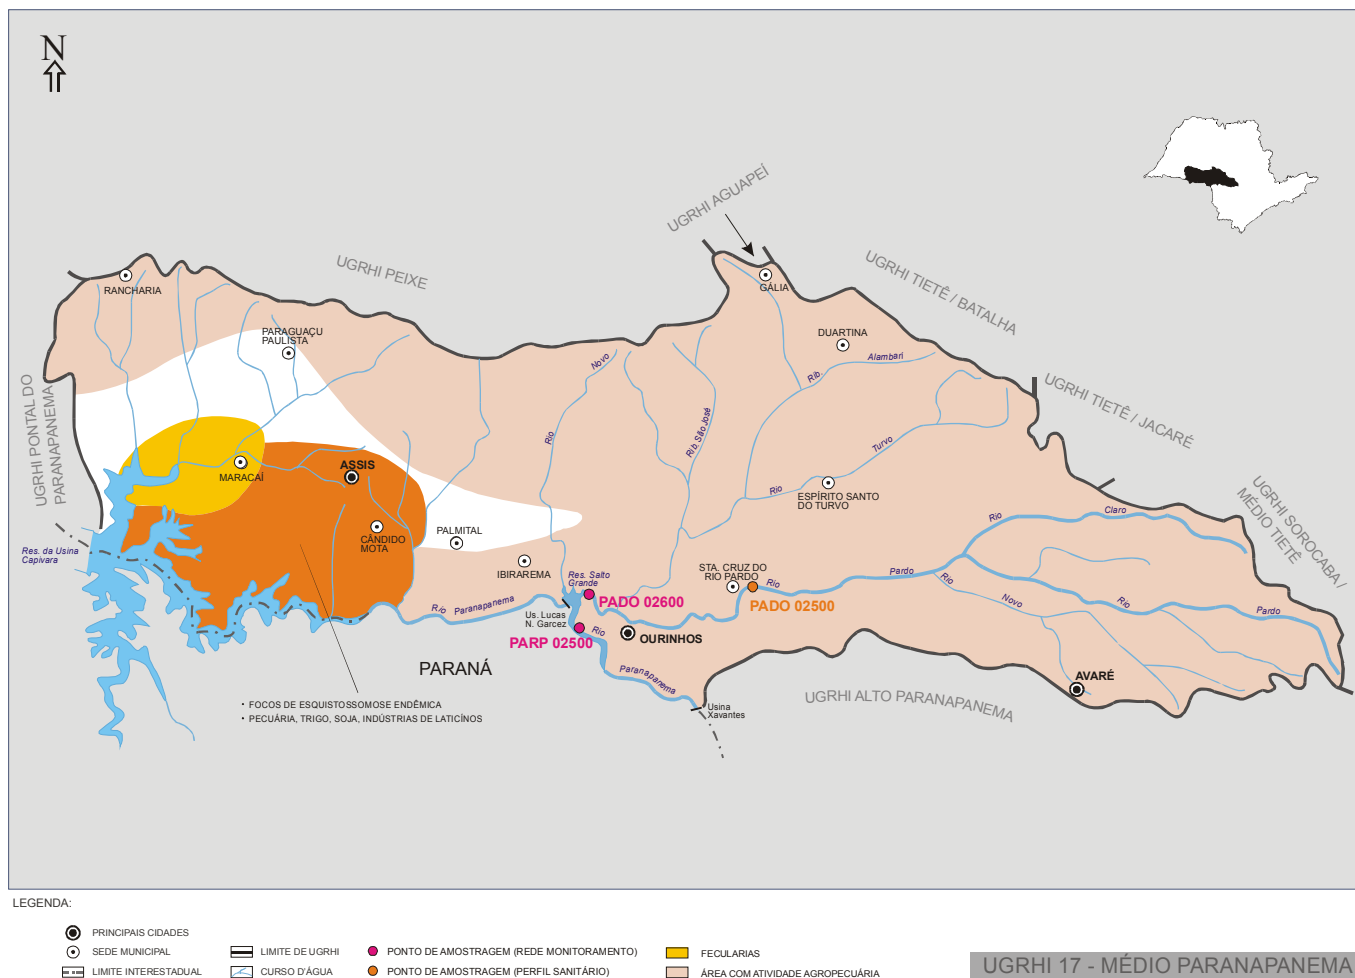 N
UGRHI AGUAPEÍ
UGRHI PEIXE
UGRHI TIETÊ / BATALHA
GÁLIA
RANCHARIA
PARAGUAÇU
PAULISTA
DUARTINA
Alambari
Rib.
Novo
Rio
Rib. São José
UGRHI TIETÊ / JACARÉ
UGRHI PONTAL DO
PARANAPANEMA
Turvo
Rio
MARACAÍ
ASSIS
ESPÍRITO SANTO
DO TURVO
UGRHI SOROCABA /
MÉDIO TIETÊ
Rio
Claro
CÂNDIDO
MOTA
PALMITAL
Res. da Usina
Capivara
IBIRAREMA
Res. Salto
Grande
STA. CRUZ DO
RIO PARDO
Rio
Pardo
Rio
Novo
Rio
Pardo
PADO 02600
PADO 02500
Rio Paranapanema
Us. Lucas
N. Garcez
PARP 02500
Rio
OURINHOS
Paranapanema
PARANÁ
AVARÉ
UGRHI ALTO PARANAPANEMA
Usina
Xavantes
• FOCOS DE ESQUISTOSSOMOSE ENDÊMICA
• PECUÁRIA, TRIGO, SOJA, INDÚSTRIAS DE LATICÍNOS
LEGENDA:
PRINCIPAIS CIDADES
SEDE MUNICIPAL
LIMITE INTERESTADUAL
LIMITE DE UGRHI
CURSO D'ÁGUA
PONTO DE AMOSTRAGEM (REDE MONITORAMENTO)
PONTO DE AMOSTRAGEM (PERFIL SANITÁRIO)
FECULARIAS
ÁREA COM ATIVIDADE AGROPECUÁRIA
UGRHI 17 - MÉDIO PARANAPANEMA